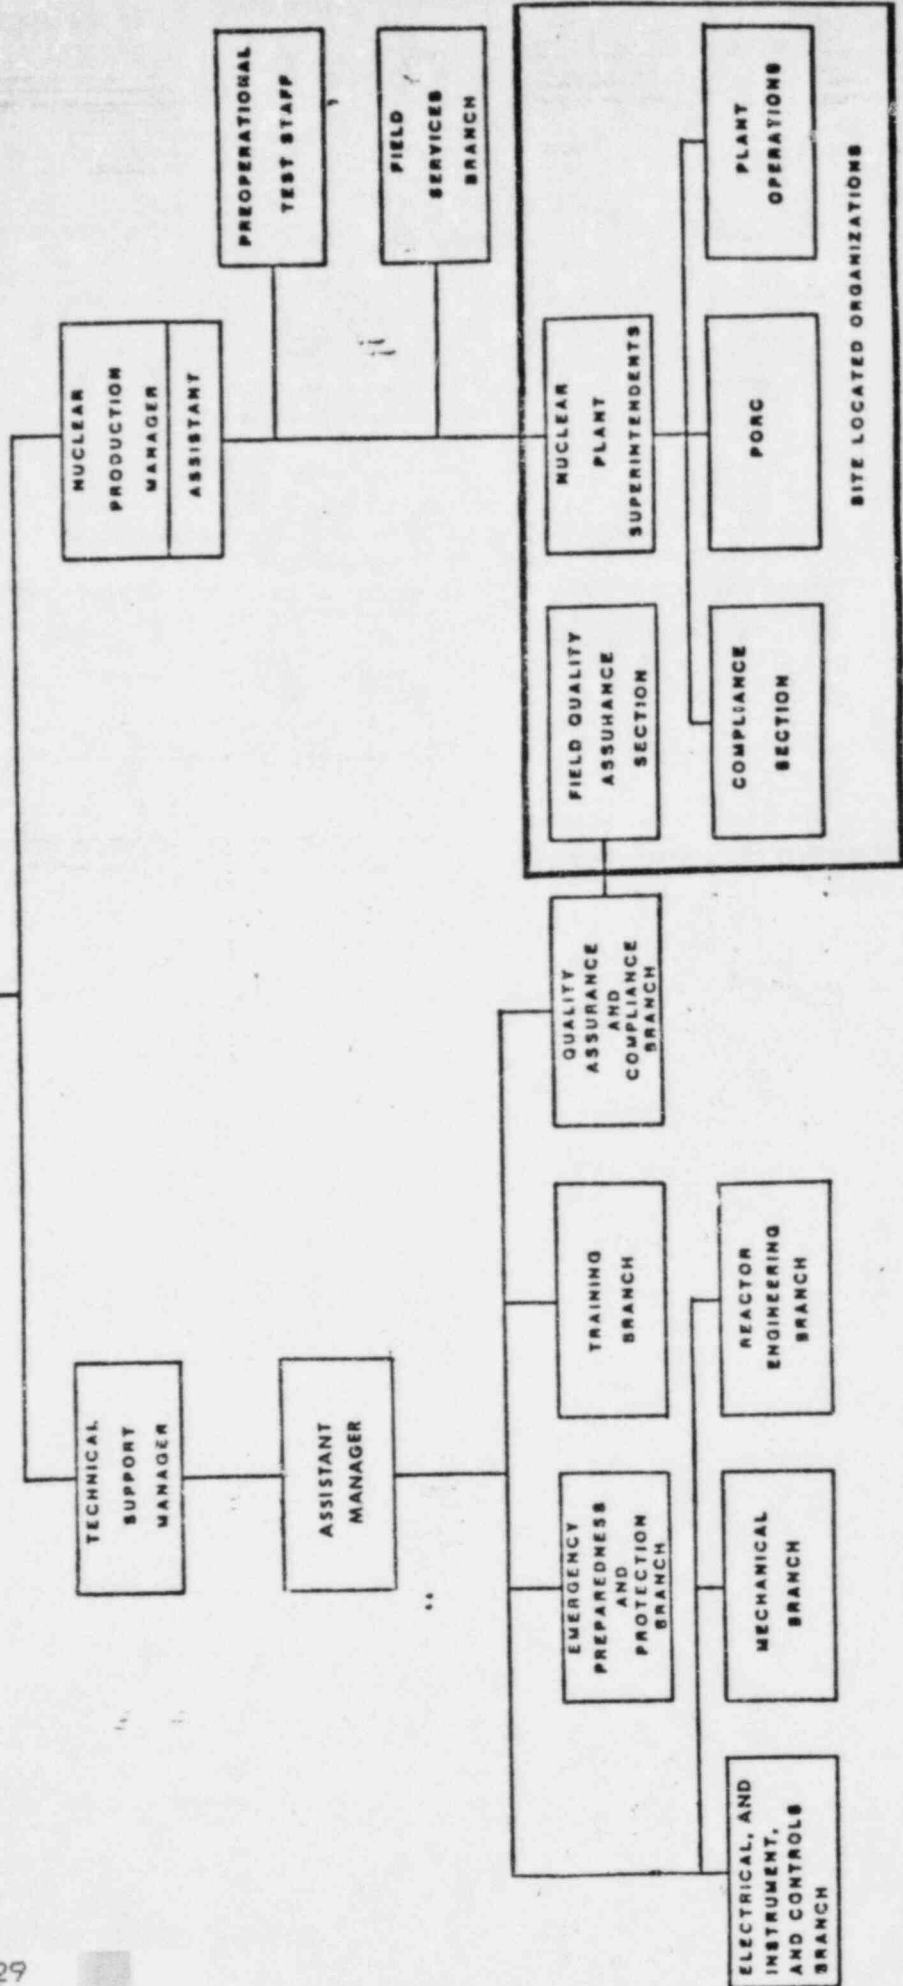 TECHNICAL
SUPPORT
MANAGER
NUCLEAR
PRODUCTION
MANAGER
ASSISTANT
PREOPERATIONAL
TEST STAFF
FIELD
SERVICES
BRANCH
ASSISTANT
MANAGER
EMERGENCY
PREPAREDNESS
AND
PROTECTION
BRANCH
TRAINING
BRANCH
QUALITY
ASSURANCE
AND
COMPLIANCE
BRANCH
FIELD QUALITY
ASSUHANCE
SECTION
NUCLEAR
PLANT
SUPERINTENDENTS
ELECTRICAL, AND
INSTRUMENT,
AND CONTROLS
BRANCH
MECHANICAL
BRANCH
REACTOR
ENGINEERING
BRANCH
COMPLIANCE
SECTION
PORC
PLANT
OPERATIONS
SITE LOCATED ORGANIZATIONS
29